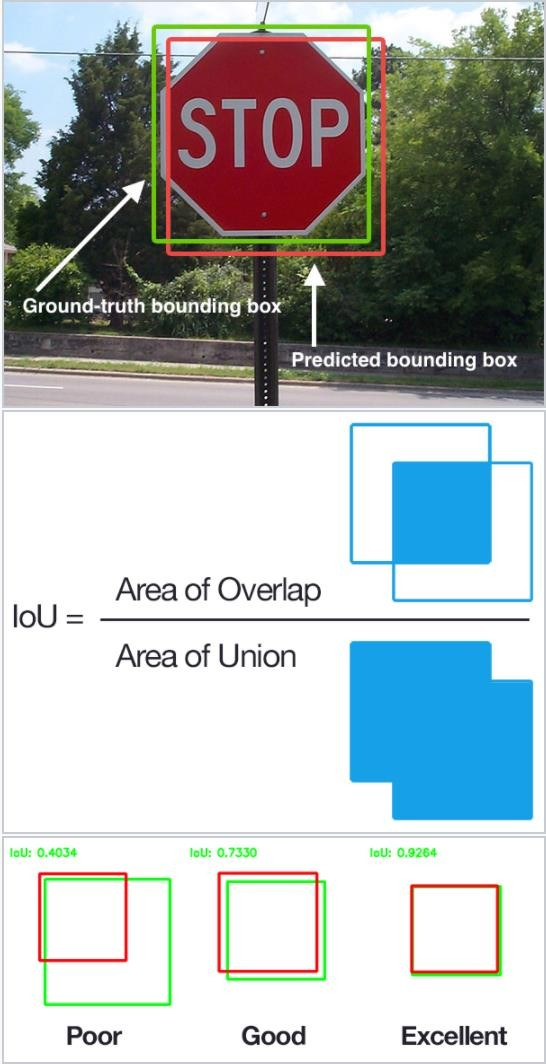 STOP
Ground-truth bounding box
Predicted bounding box
Area of Overlap
IoU =
Area of Union
IoU: 0.4034 IoU: 0.7330 IoU: 0.9264
Poor Good Excellent